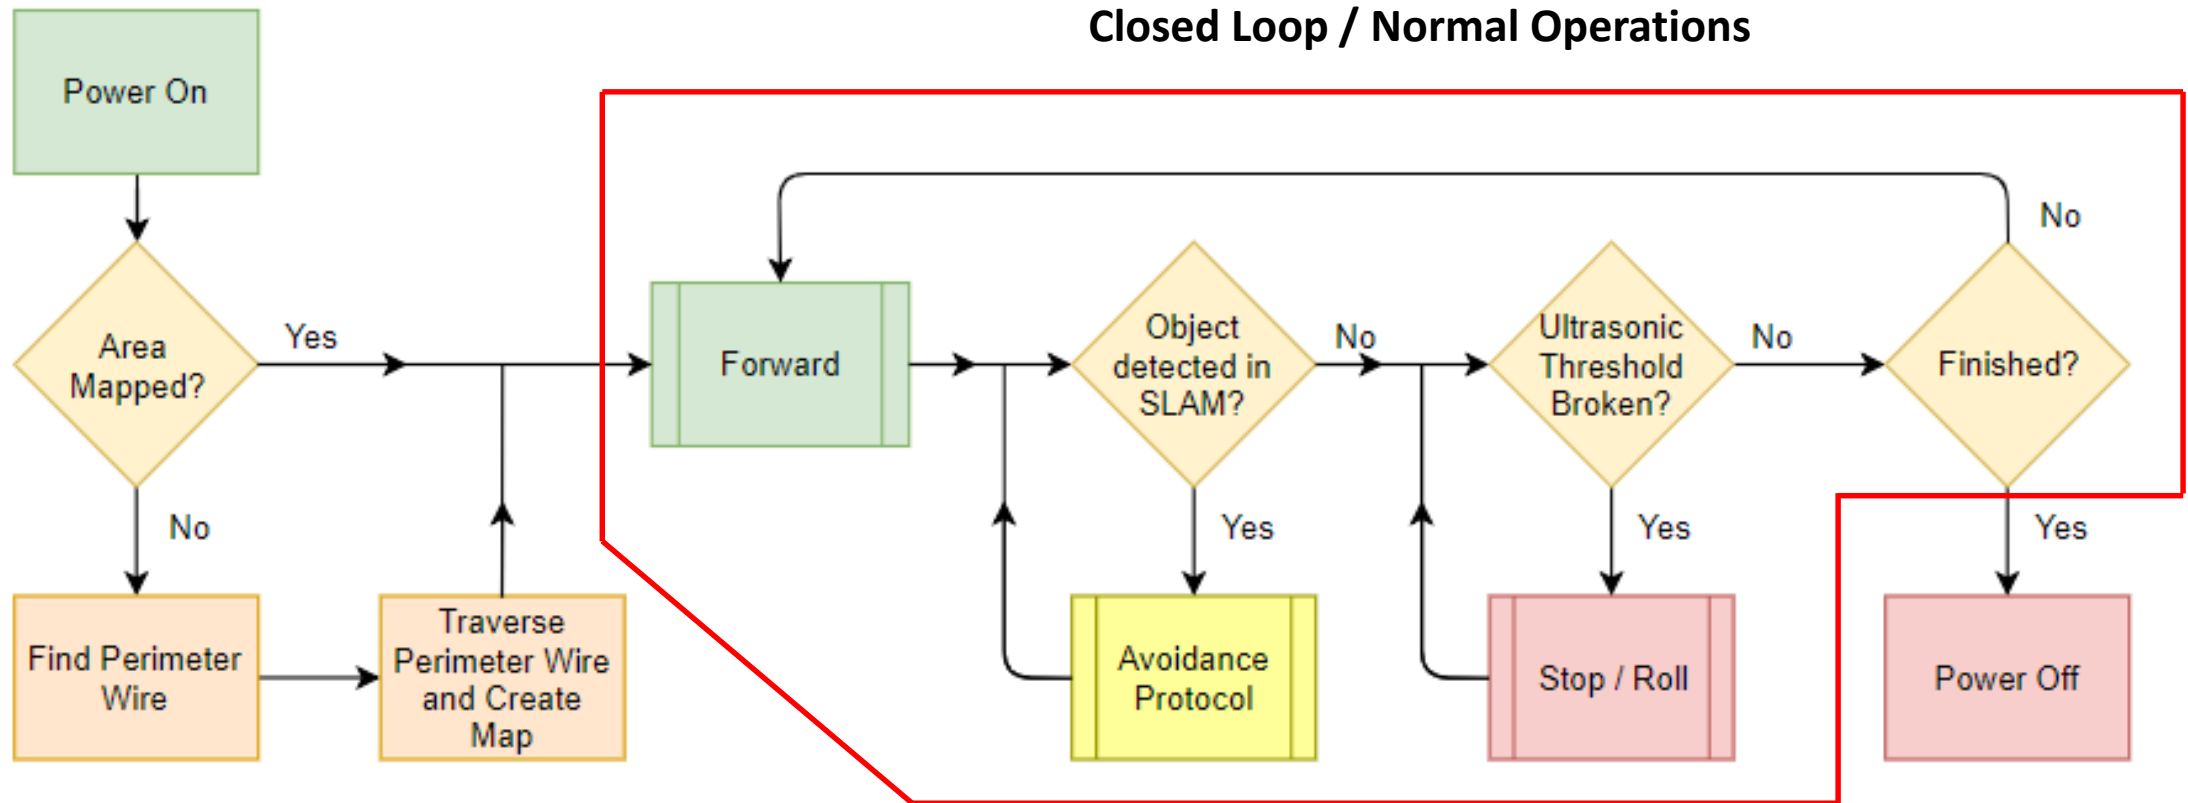 Closed Loop / Normal Operations
Power On
No
Area
Mapped?
Yes
Forward
Object
detected in
SLAM?
No
Ultrasonic
Threshold
Broken?
No
Finished?
No
Yes
Yes
Yes
Find Perimeter
Wire
Traverse
Perimeter Wire
and Create
Map
Avoidance
Protocol
Stop / Roll
Power Off